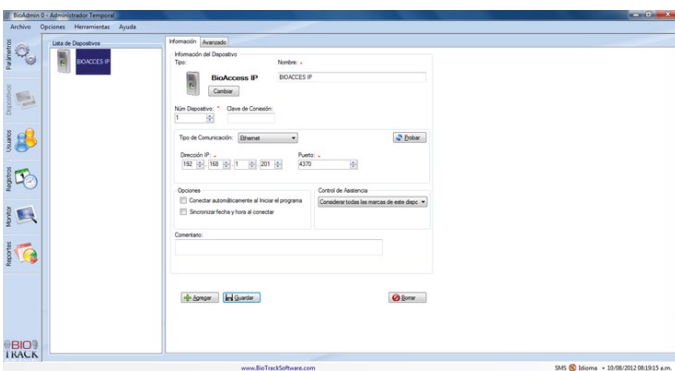 BioAdmin 0 - Administrador Temporal
Archivo Opciones Herramientas Ayuda
Parámetros
Dispositivos
Usuarios
Registros
Monitor
Reportes
BIO
TRACK
Lista de Dispositivos
BIOACCES IP
Información Avanzado
Información del Dispositivo
Tipo: Nombre:
BioAccess IP
BIOACCES IP
Cambiar
Núm Dispositivo: * Clave de Conexión:
1
Tipo de Comunicación: Ethernet
Probar
Dirección IP: Puerto:
192 . 168 . 1 . 201 4370
Opciones
Conectar automáticamente al Iniciar el programa
Sincronizar fecha y hora al conectar
Control de Asistencia
Considerar todas las marcas de este dispc
Comentario:
Agregar Guardar Borrar
www.BioTrackSoftware.com
SMS Idioma 10/08/2012 08:19:15 a.m.